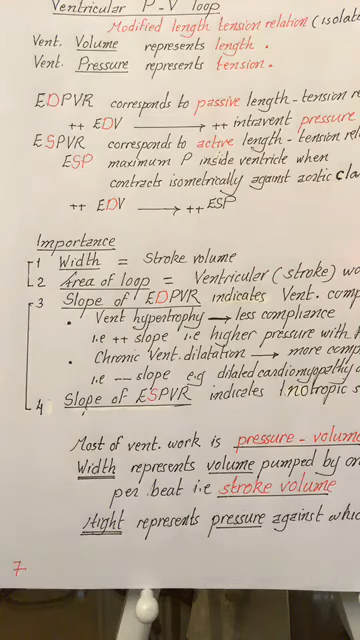 Ventricular P-V loop
Modified length tension relation (isolat
Vent. Volume represents length.
Vent. Pressure represents tension.
EDPVR corresponds to passive length-tension re
++ EDV → ++ intravent pressure
ESPVR corresponds to active length-tension rela
ESP maximum P inside ventricle when
contracts isometrically against aortic cla
++ EDV → ++ ESP
Importance
1 Width = Stroke volume
2 Area of loop = Ventriculer (stroke) wo
3 Slope of EDPVR indicates Vent. comp
• Vent hypertrophy → less compliance
i.e ++ slope i.e higher pressure with
• Chronic Vent. dilatation → more comp
i.e -- slope e.g dilated cardiomyopathy
4 Slope of ESPVR indicates Inotropic s
Most of vent. work is pressure-volume
Width represents volume pumped by
per beat i.e stroke volume
Hight represents pressure against whic
7